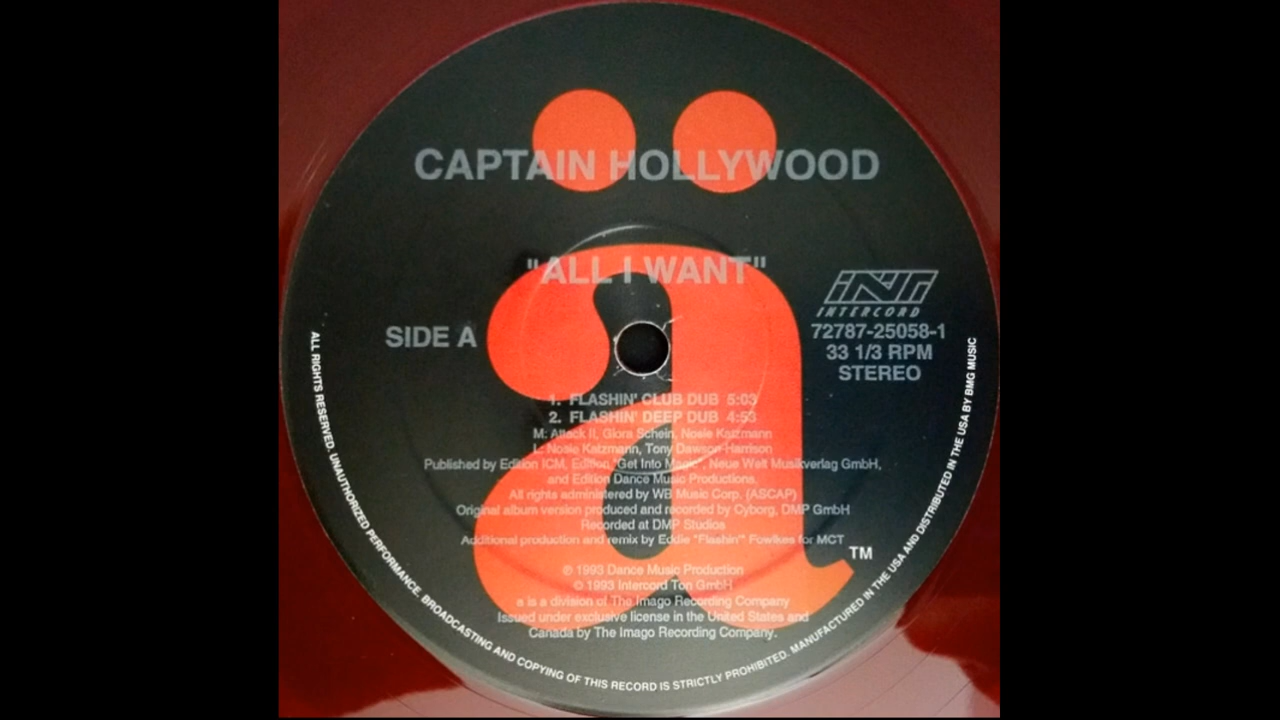 CAPTAIN HOLLYWOOD
"ALL I WANT"
SIDE A
INT
INTERCORD
72787-25058-1
33 1/3 RPM
STEREO
1. FLASHIN' CLUB DUB 5:03
2. FLASHIN' DEEP DUB 4:53
M: Attack II, Giora Schein, Nosie Katzmann
L: Nosie Katzmann, Tony Dawson-Harrison
Published by Edition ICM, Edition "Get Into Magic", Neue Welt Musikverlag GmbH,
and Edition Dance Music Productions.
All rights administered by WB Music Corp. (ASCAP)
Original album version produced and recorded by Cyborg, DMP GmbH
Recorded at DMP Studios
Additional production and remix by Eddie "Flashin'" Fowlkes for MCT
ä
TM
℗ 1993 Dance Music Production
© 1993 Intercord Ton GmbH
a is a division of The Imago Recording Company
Issued under exclusive license in the United States and
Canada by The Imago Recording Company.
ALL RIGHTS RESERVED. UNAUTHORIZED PERFORMANCE, BROADCASTING AND COPYING OF THIS RECORD IS STRICTLY PROHIBITED. MANUFACTURED IN THE USA AND DISTRIBUTED IN THE USA BY BMG MUSIC